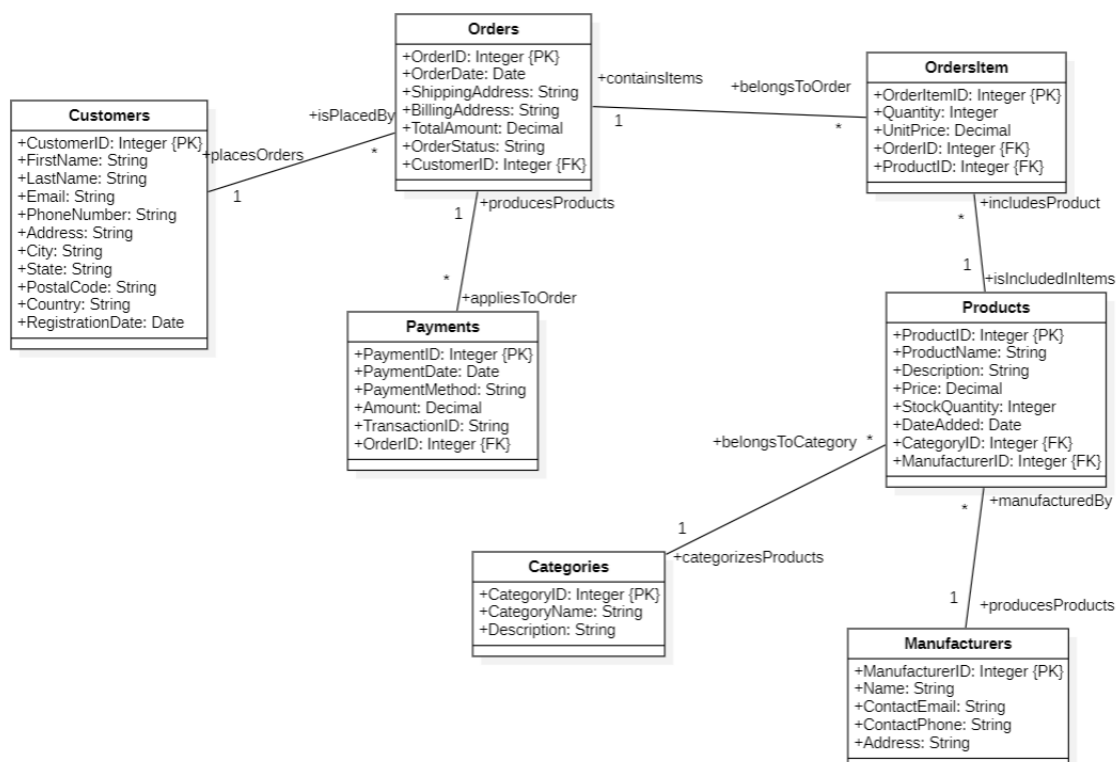 Orders
+OrderID: Integer {PK}
+OrderDate: Date
+ShippingAddress: String
+BillingAddress: String
+TotalAmount: Decimal
+OrderStatus: String
+CustomerID: Integer {FK}
+containsItems
1
+belongsToOrder
*
OrdersItem
+OrderItemID: Integer {PK}
+Quantity: Integer
+UnitPrice: Decimal
+OrderID: Integer {FK}
+ProductID: Integer {FK}
Customers
+CustomerID: Integer {PK}
+FirstName: String
+LastName: String
+Email: String
+PhoneNumber: String
+Address: String
+City: String
+State: String
+PostalCode: String
+Country: String
+RegistrationDate: Date
+isPlacedBy
*
+placesOrders
1
+producesProducts
1
*
+appliesToOrder
+includesProduct
*
1
+isIncludedInItems
Payments
+PaymentID: Integer {PK}
+PaymentDate: Date
+PaymentMethod: String
+Amount: Decimal
+TransactionID: String
+OrderID: Integer {FK}
Products
+ProductID: Integer {PK}
+ProductName: String
+Description: String
+Price: Decimal
+StockQuantity: Integer
+DateAdded: Date
+CategoryID: Integer {FK}
+ManufacturerID: Integer {FK}
+belongsToCategory
*
1
+categorizesProducts
*
+manufacturedBy
1
+producesProducts
Categories
+CategoryID: Integer {PK}
+CategoryName: String
+Description: String
Manufacturers
+ManufacturerID: Integer {PK}
+Name: String
+ContactEmail: String
+ContactPhone: String
+Address: String